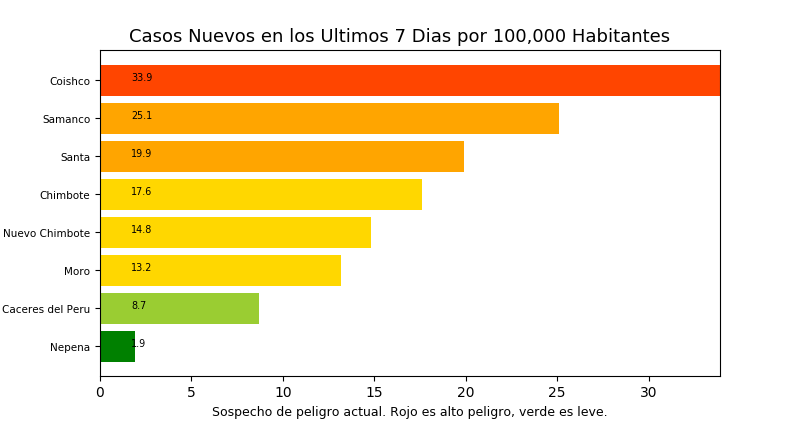 Casos Nuevos en los Ultimos 7 Dias por 100,000 Habitantes
Coishco 33.9
Samanco 25.1
Santa 19.9
Chimbote 17.6
Nuevo Chimbote 14.8
Moro 13.2
Caceres del Peru 8.7
Nepena 1.9
0 5 10 15 20 25 30
Sospecho de peligro actual. Rojo es alto peligro, verde es leve.